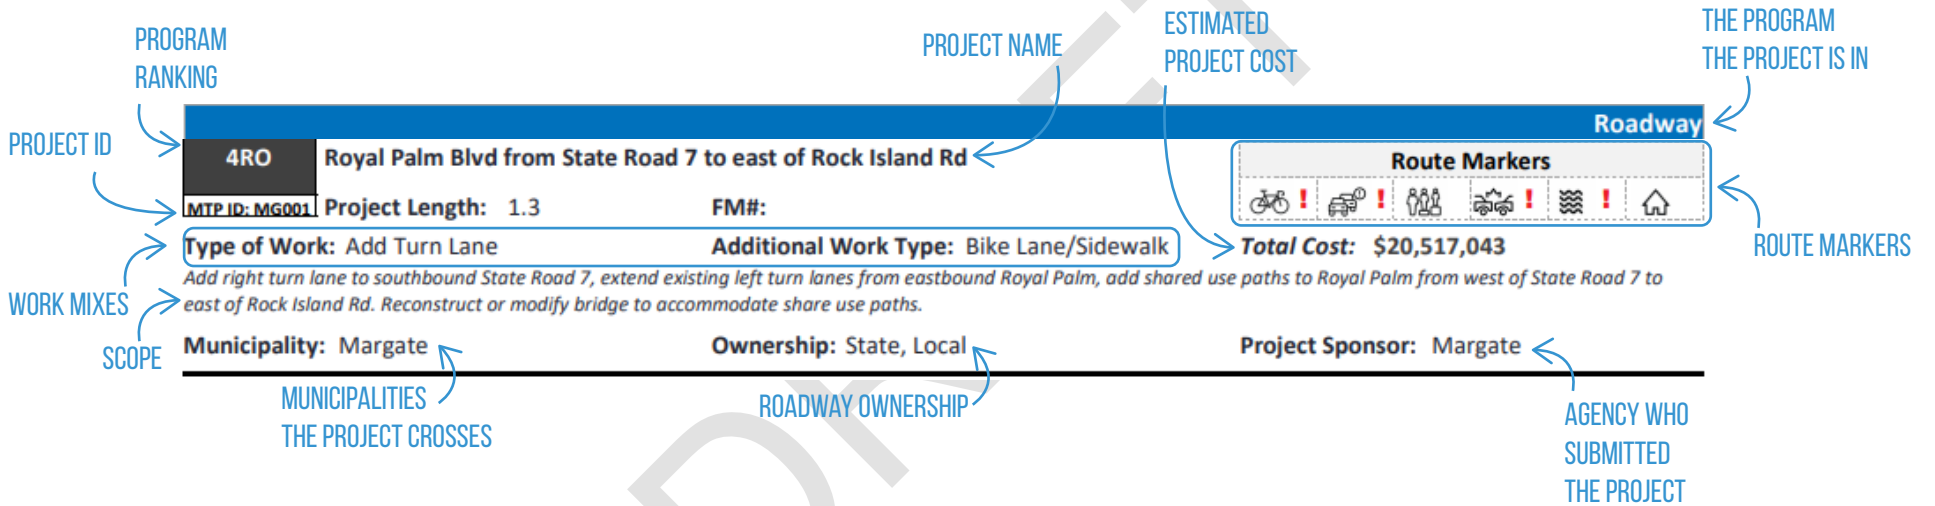 PROGRAM
RANKING
PROJECT NAME
ESTIMATED
PROJECT COST
THE PROGRAM
THE PROJECT IS IN
PROJECT ID
Roadway
4RO
Royal Palm Blvd from State Road 7 to east of Rock Island Rd
Route Markers
MTP ID: MG001
Project Length: 1.3
FM#:
! ! ! !
ROUTE MARKERS
Type of Work: Add Turn Lane
Additional Work Type: Bike Lane/Sidewalk
Total Cost: $20,517,043
Add right turn lane to southbound State Road 7, extend existing left turn lanes from eastbound Royal Palm, add shared use paths to Royal Palm from west of State Road 7 to
east of Rock Island Rd. Reconstruct or modify bridge to accommodate share use paths.
WORK MIXES
SCOPE
Municipality: Margate
Ownership: State, Local
Project Sponsor: Margate
MUNICIPALITIES
THE PROJECT CROSSES
ROADWAY OWNERSHIP
AGENCY WHO
SUBMITTED
THE PROJECT